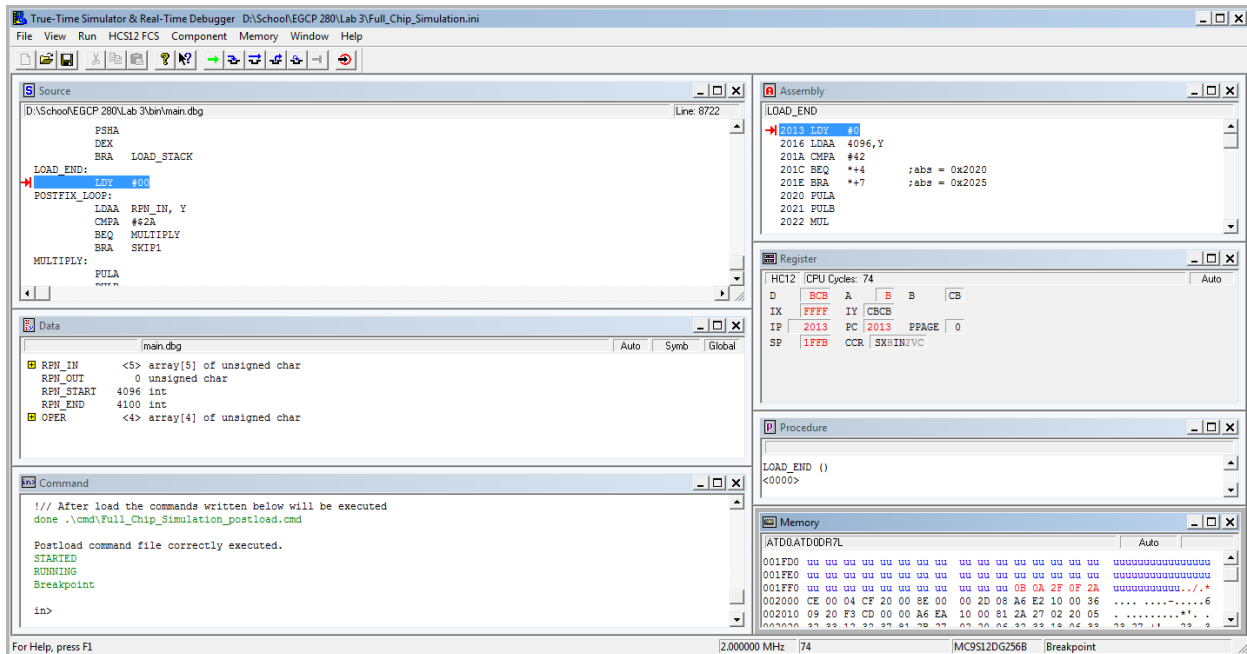 True-Time Simulator & Real-Time Debugger D:\School\EGCP 280\Lab 3\Full_Chip_Simulation.ini
File View Run HCS12 FCS Component Memory Window Help
Source
D:\School\EGCP 280\Lab 3\bin\main.dbg Line: 8722
PSHA
DEX
BRA LOAD_STACK
LOAD_END:
LDY #00
POSTFIX_LOOP:
LDAA RPN_IN, Y
CMPA #$2A
BEQ MULTIPLY
BRA SKIP1
MULTIPLY:
PULA
PULB
Data
main.dbg Auto Symb Global
RPN_IN <5> array[5] of unsigned char
RPN_OUT 0 unsigned char
RPN_START 4096 int
RPN_END 4100 int
OPER <4> array[4] of unsigned char
Command
!// After load the commands written below will be executed
done .\cmd\Full_Chip_Simulation_postload.cmd
Postload command file correctly executed.
STARTED
RUNNING
Breakpoint
in>
Assembly
LOAD_END
2013 LDY #0
2016 LDAA 4096,Y
201A CMPA #42
201C BEQ *+4 ;abs = 0x2020
201E BRA *+7 ;abs = 0x2025
2020 PULA
2021 PULB
2022 MUL
Register
HC12 CPU Cycles: 74 Auto
D BCB A B B CB
IX FFFF IY CBCB
IP 2013 PC 2013 PPAGE 0
SP 1FFB CCR SXHINZVC
Procedure
LOAD_END ()
<0000>
Memory
ATD0.ATD0DR7L Auto
001FD0 uu uu uu uu uu uu uu uu uu uu uu uu uu uu uu uu uuuuuuuuuuuuuuuu
001FE0 uu uu uu uu uu uu uu uu uu uu uu uu uu uu uu uu uuuuuuuuuuuuuuuu
001FF0 uu uu uu uu uu uu uu uu uu uu uu 0B 0A 2F 0F 2A uuuuuuuuuuu../.*
002000 CE 00 04 CF 20 00 8E 00 00 2D 08 A6 E2 10 00 36 .... ....-.....6
002010 09 20 F3 CD 00 00 A6 EA 10 00 81 2A 27 02 20 05 . .........*'. .
For Help, press F1 2.000000 MHz 74 MC9S12DG256B Breakpoint